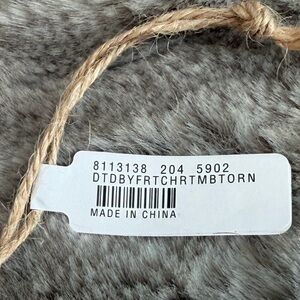 8113138 204 5902
DTDBYFRTCHRTMBTORN
MADE IN CHINA